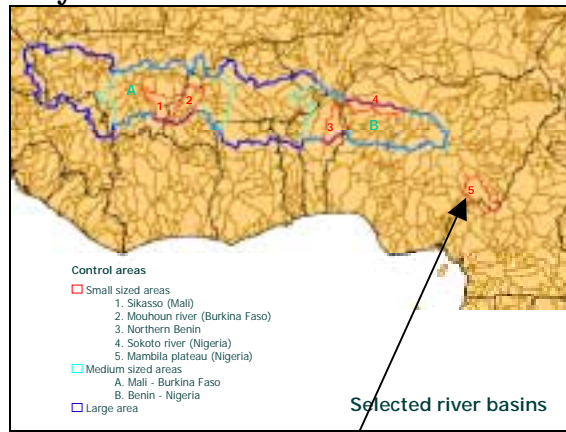 A
1
2
3
4
B
5
Control areas
Small sized areas
1. Sikasso (Mali)
2. Mouhoun river (Burkina Faso)
3. Northern Benin
4. Sokoto river (Nigeria)
5. Mambila plateau (Nigeria)
Medium sized areas
A. Mali - Burkina Faso
B. Benin - Nigeria
Large area
Selected river basins